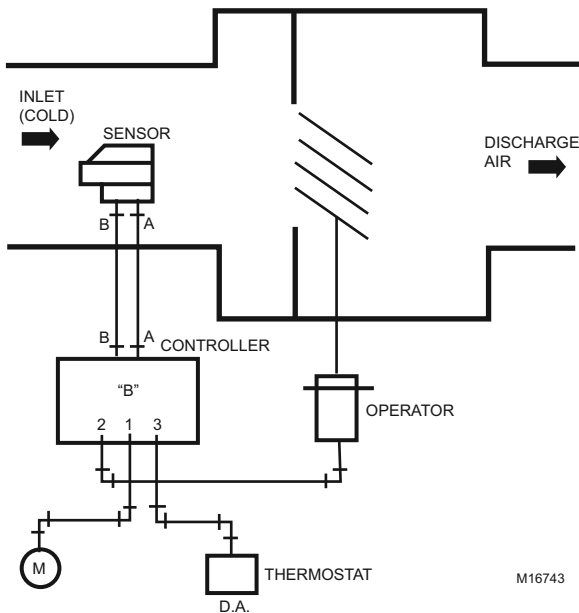 INLET
(COLD)
SENSOR
DISCHARGE
AIR
B A
B A
CONTROLLER
“B”
2 1 3
OPERATOR
M
THERMOSTAT
D.A.
M16743